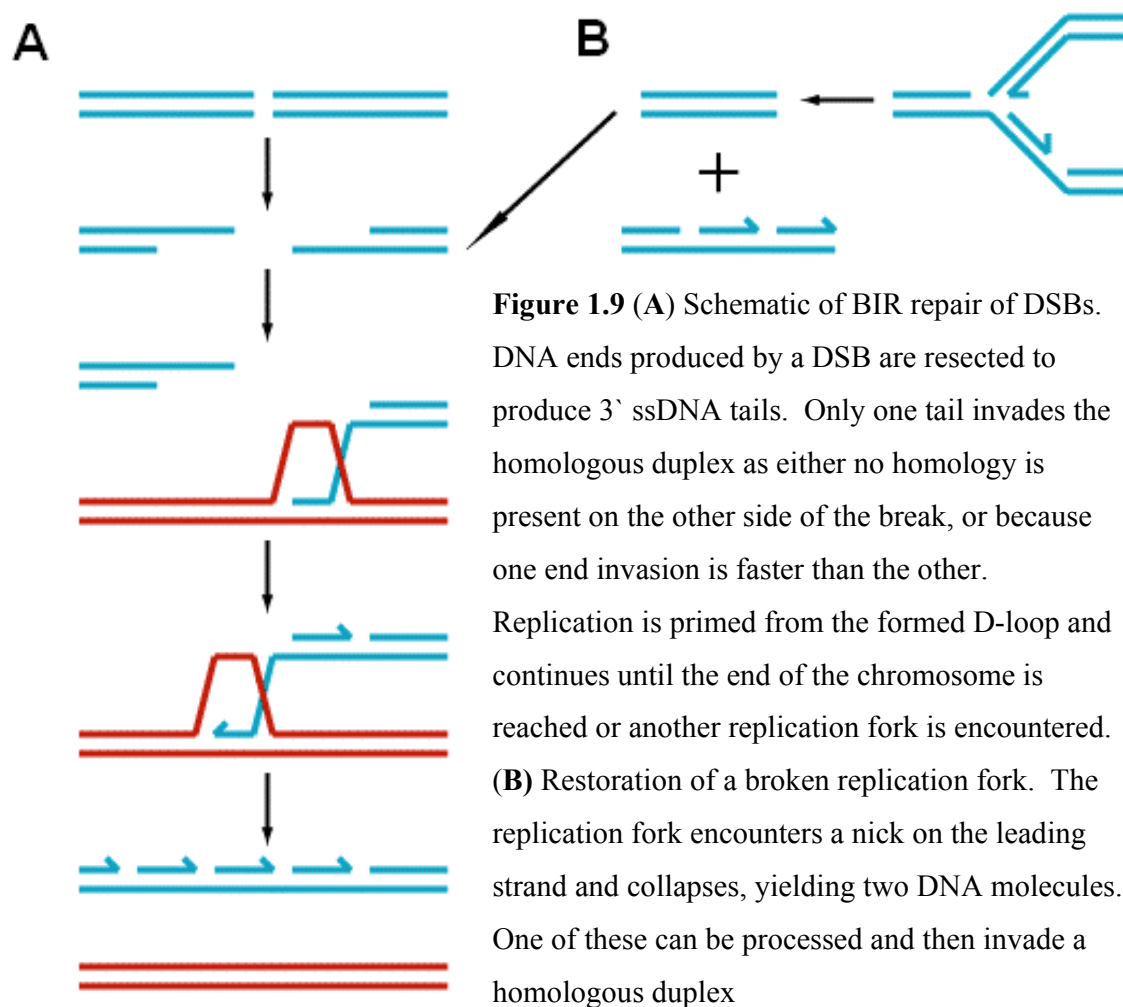 A
B
Figure 1.9 (A) Schematic of BIR repair of DSBs.
DNA ends produced by a DSB are resected to
produce 3` ssDNA tails.  Only one tail invades the
homologous duplex as either no homology is
present on the other side of the break, or because
one end invasion is faster than the other.
Replication is primed from the formed D-loop and
continues until the end of the chromosome is
reached or another replication fork is encountered.
(B) Restoration of a broken replication fork.  The
replication fork encounters a nick on the leading
strand and collapses, yielding two DNA molecules.
One of these can be processed and then invade a
homologous duplex